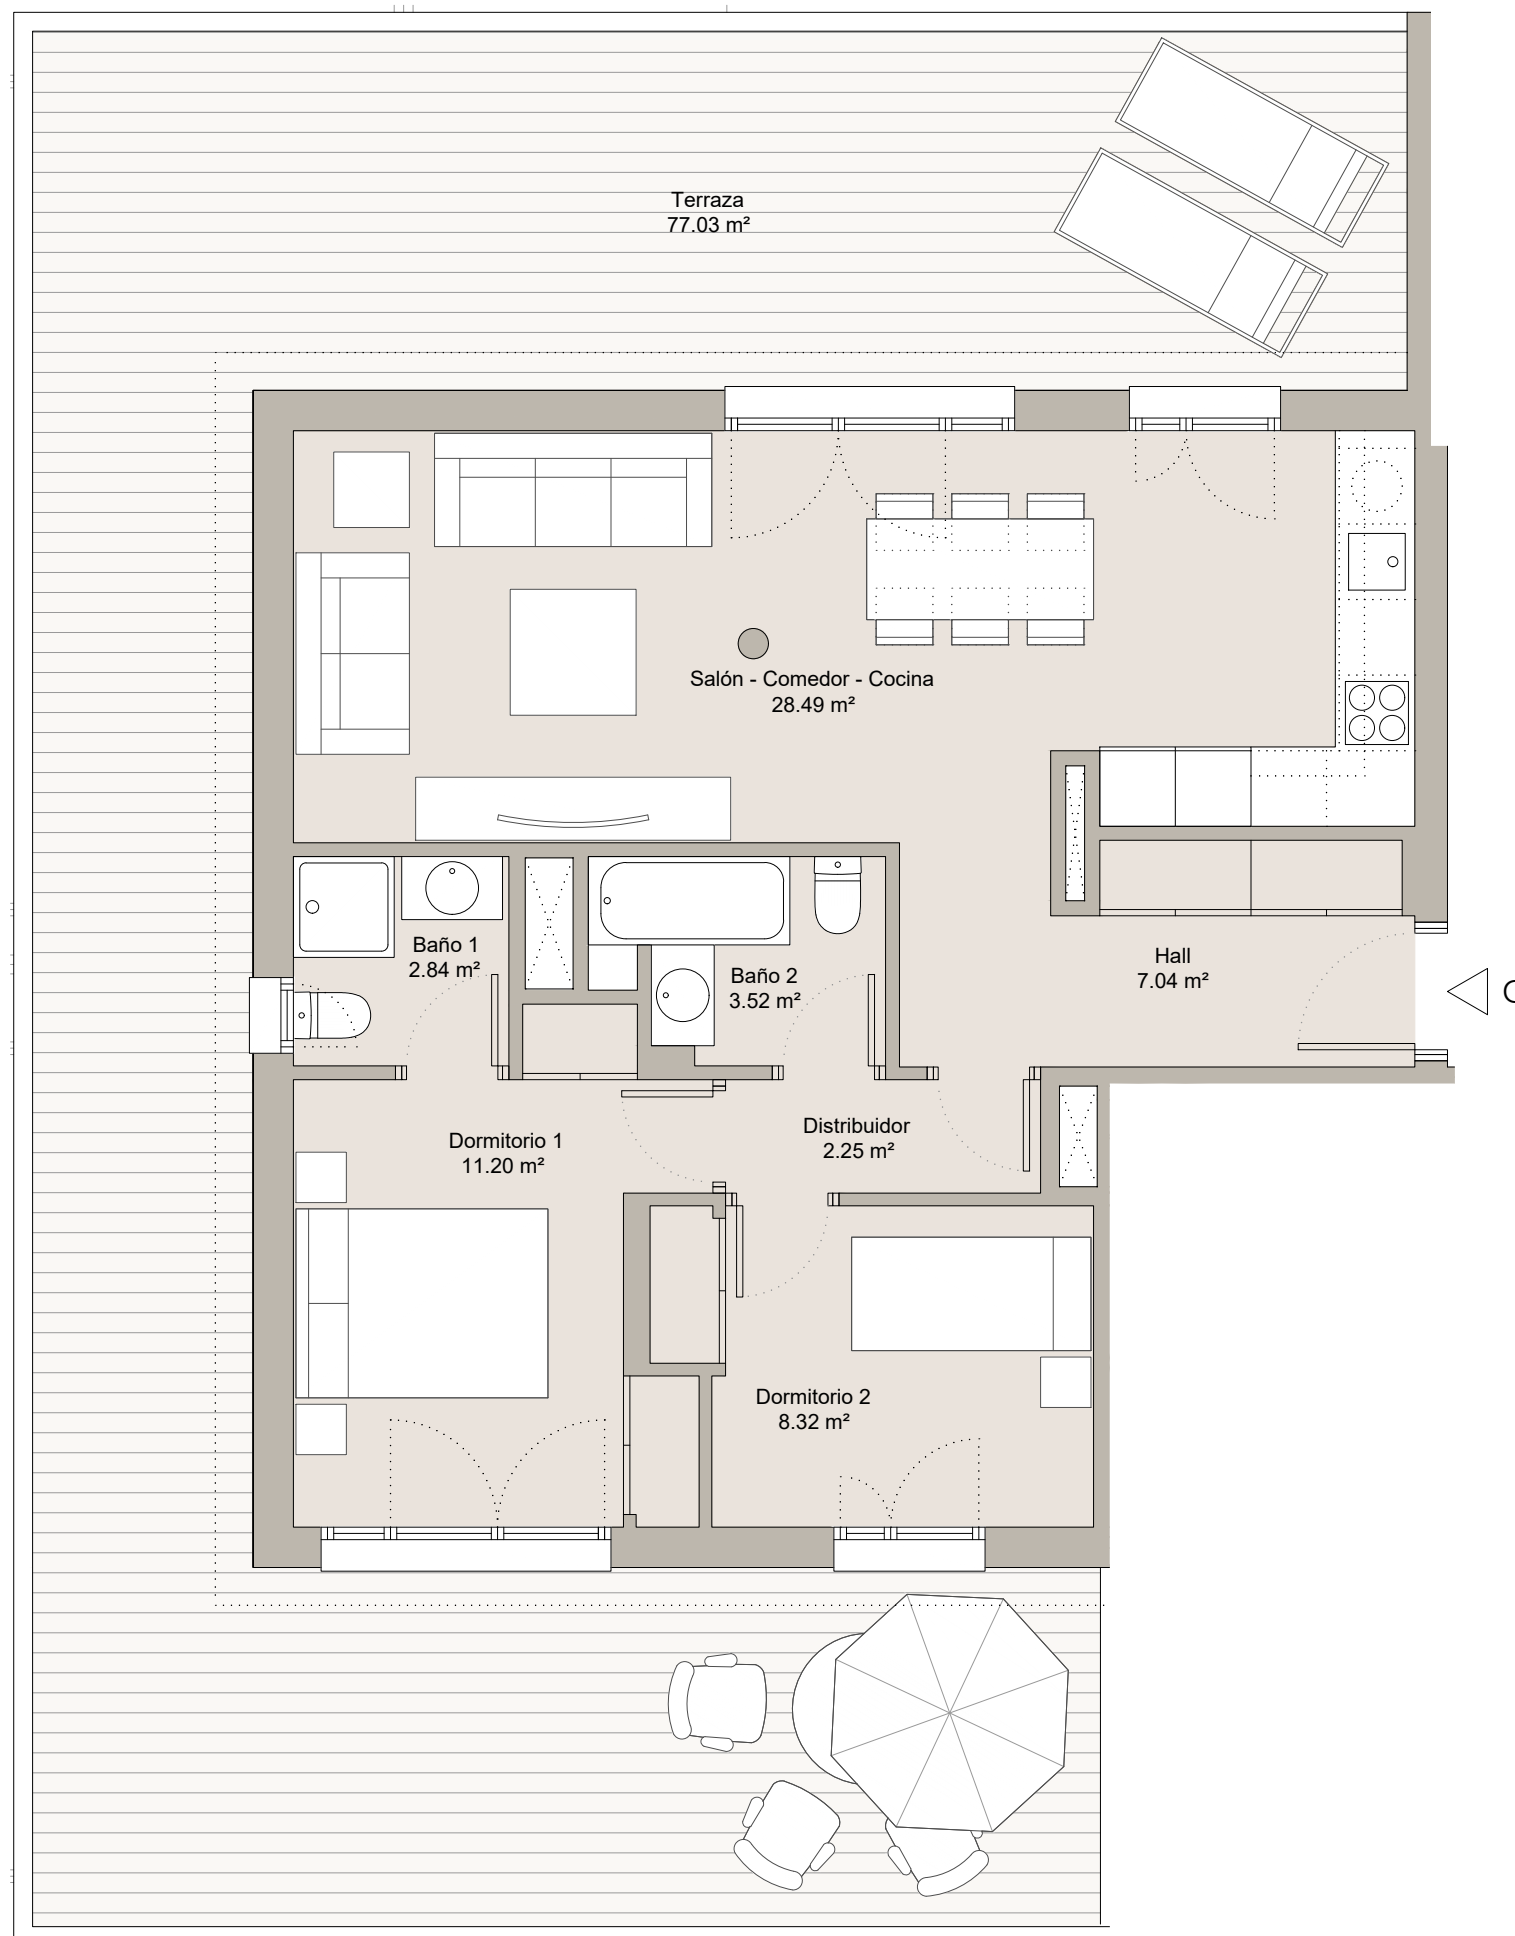 Terraza
77.03 m²
Salón - Comedor - Cocina
28.49 m²
Baño 1
2.84 m²
Baño 2
3.52 m²
Hall
7.04 m²
Dormitorio 1
11.20 m²
Distribuidor
2.25 m²
Dormitorio 2
8.32 m²